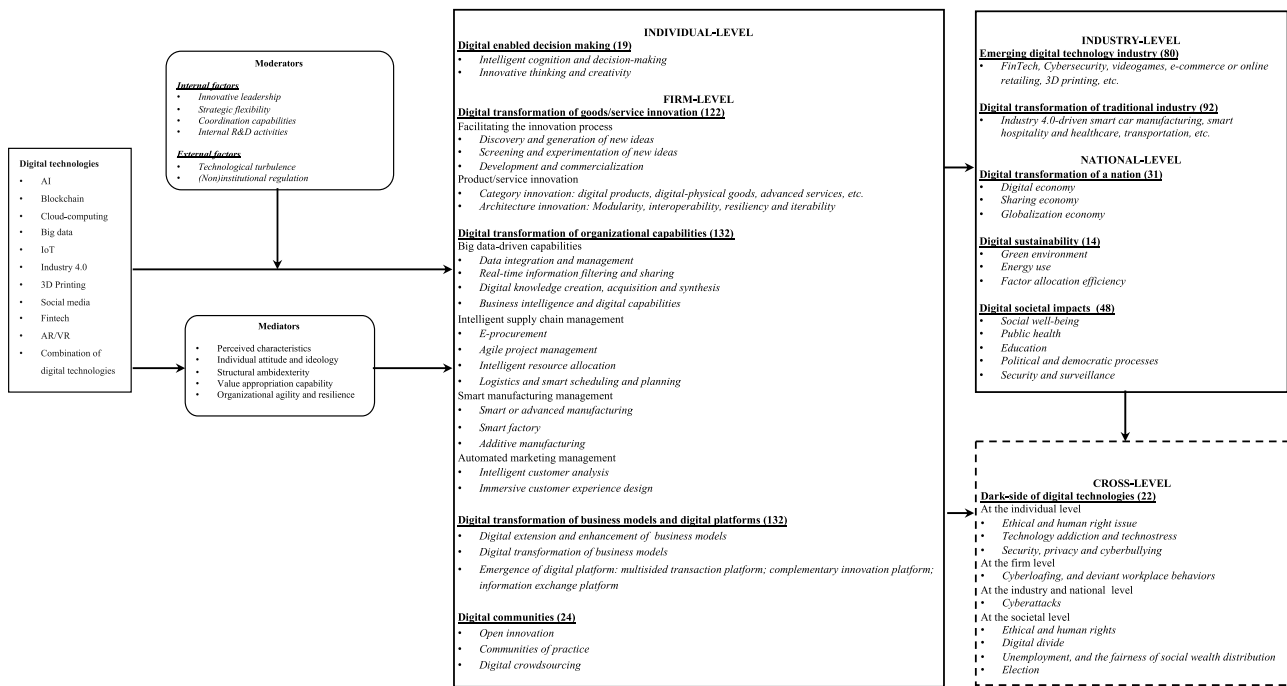 Digital technologies
• AI
• Blockchain
• Cloud-computing
• Big data
• IoT
• Industry 4.0
• 3D Printing
• Social media
• Fintech
• AR/VR
• Combination of
digital technologies
Moderators
Internal factors
• Innovative leadership
• Strategic flexibility
• Coordination capabilities
• Internal R&D activities
External factors
• Technological turbulence
• (Non)institutional regulation
Mediators
• Perceived characteristics
• Individual attitude and ideology
• Structural ambidexterity
• Value appropriation capability
• Organizational agility and resilience
INDIVIDUAL-LEVEL
Digital enabled decision making (19)
• Intelligent cognition and decision-making
• Innovative thinking and creativity
FIRM-LEVEL
Digital transformation of goods/service innovation (122)
Facilitating the innovation process
• Discovery and generation of new ideas
• Screening and experimentation of new ideas
• Development and commercialization
Product/service innovation
• Category innovation: digital products, digital-physical goods, advanced services, etc.
• Architecture innovation: Modularity, interoperability, resiliency and iterability
Digital transformation of organizational capabilities (132)
Big data-driven capabilities
• Data integration and management
• Real-time information filtering and sharing
• Digital knowledge creation, acquisition and synthesis
• Business intelligence and digital capabilities
Intelligent supply chain management
• E-procurement
• Agile project management
• Intelligent resource allocation
• Logistics and smart scheduling and planning
Smart manufacturing management
• Smart or advanced manufacturing
• Smart factory
• Additive manufacturing
Automated marketing management
• Intelligent customer analysis
• Immersive customer experience design
Digital transformation of business models and digital platforms (132)
• Digital extension and enhancement of business models
• Digital transformation of business models
• Emergence of digital platform: multisided transaction platform; complementary innovation platform;
information exchange platform
Digital communities (24)
• Open innovation
• Communities of practice
• Digital crowdsourcing
INDUSTRY-LEVEL
Emerging digital technology industry (80)
• FinTech, Cybersecurity, videogames, e-commerce or online
retailing, 3D printing, etc.
Digital transformation of traditional industry (92)
• Industry 4.0-driven smart car manufacturing, smart
hospitality and healthcare, transportation, etc.
NATIONAL-LEVEL
Digital transformation of a nation (31)
• Digital economy
• Sharing economy
• Globalization economy
Digital sustainability (14)
• Green environment
• Energy use
• Factor allocation efficiency
Digital societal impacts (48)
• Social well-being
• Public health
• Education
• Political and democratic processes
• Security and surveillance
CROSS-LEVEL
Dark-side of digital technologies (22)
At the individual level
• Ethical and human right issue
• Technology addiction and technostress
• Security, privacy and cyberbullying
At the firm level
• Cyberloafing, and deviant workplace behaviors
At the industry and national level
• Cyberattacks
At the societal level
• Ethical and human rights
• Digital divide
• Unemployment, and the fairness of social wealth distribution
• Election